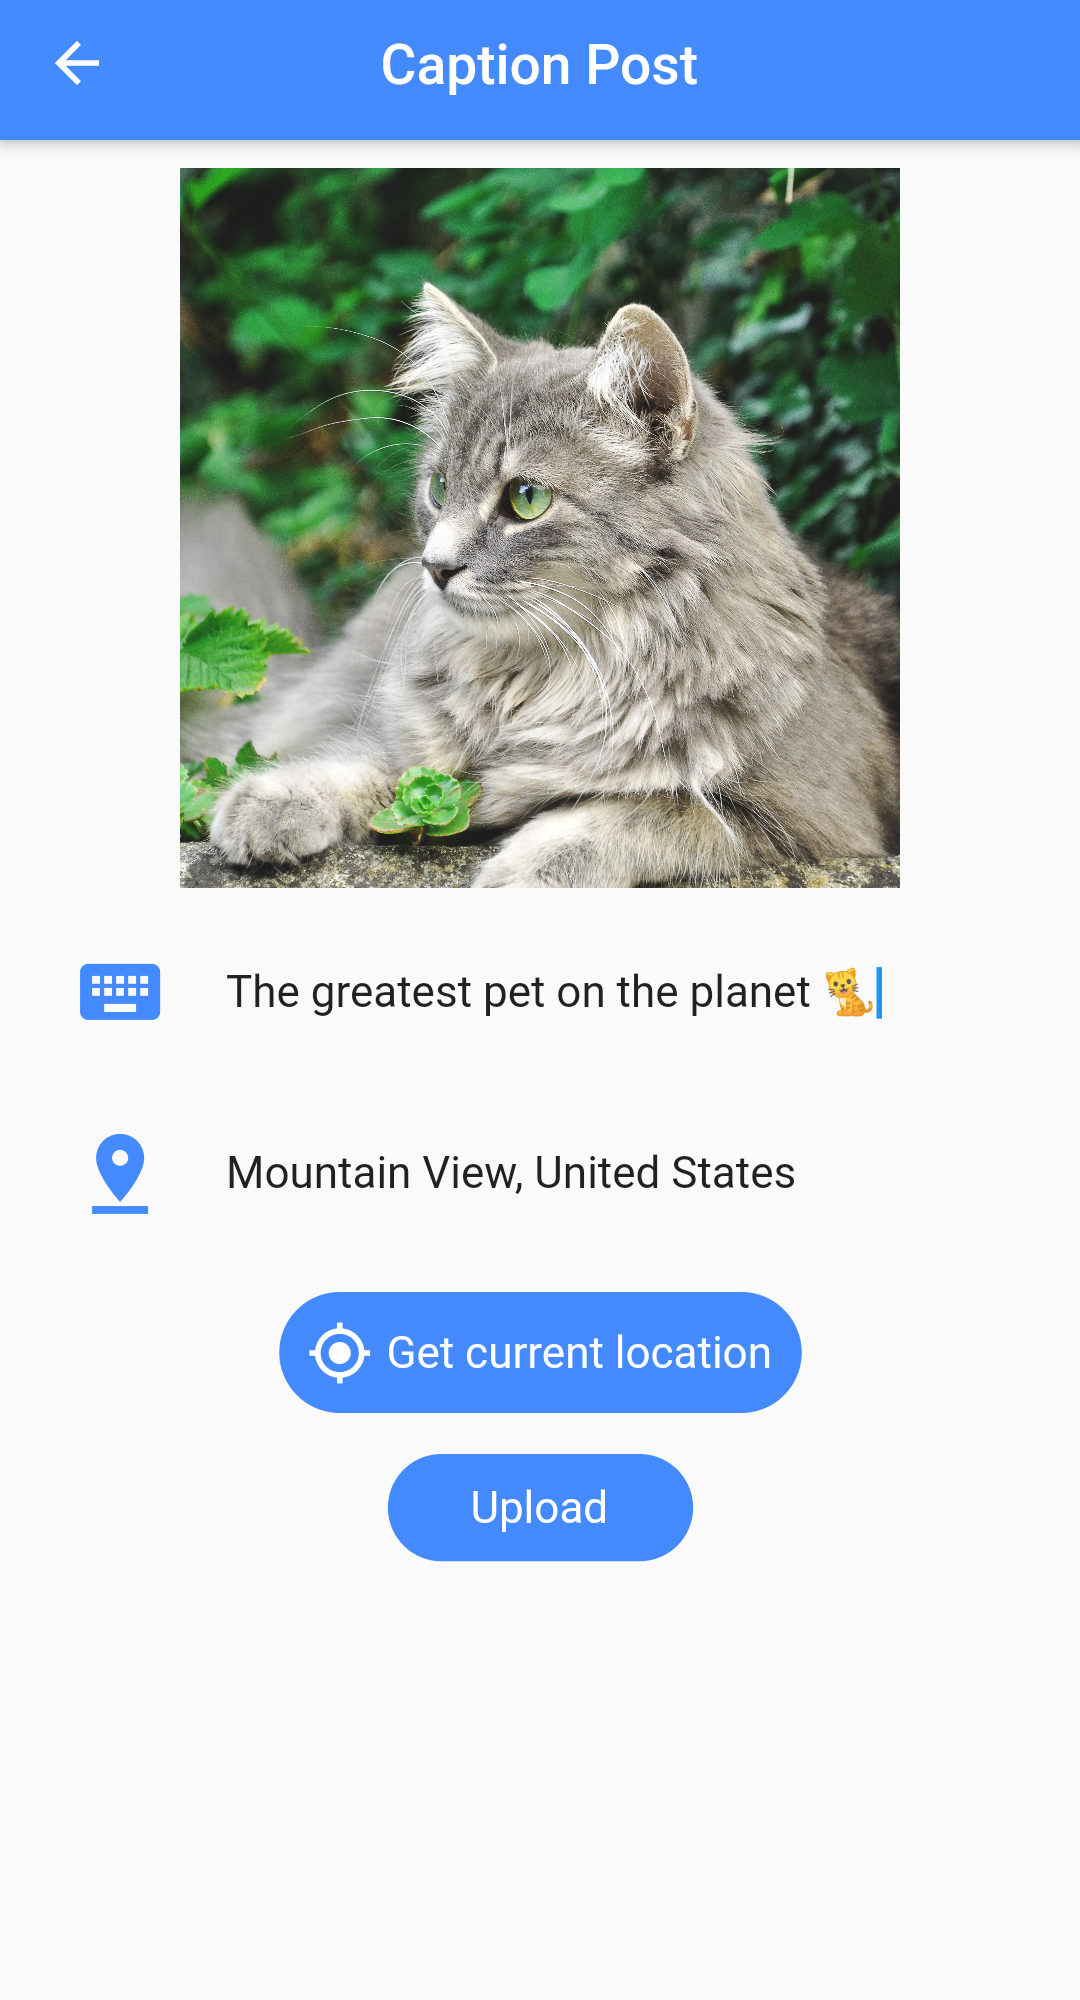 Caption Post
The greatest pet on the planet 🐈
Mountain View, United States
Get current location
Upload